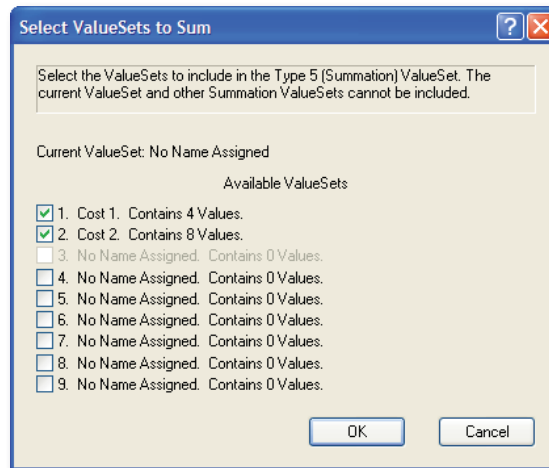 Select ValueSets to Sum
Select the ValueSets to include in the Type 5 (Summation) ValueSet. The
current ValueSet and other Summation ValueSets cannot be included.
Current ValueSet: No Name Assigned
Available ValueSets
1. Cost 1. Contains 4 Values.
2. Cost 2. Contains 8 Values.
3. No Name Assigned. Contains 0 Values.
4. No Name Assigned. Contains 0 Values.
5. No Name Assigned. Contains 0 Values.
6. No Name Assigned. Contains 0 Values.
7. No Name Assigned. Contains 0 Values.
8. No Name Assigned. Contains 0 Values.
9. No Name Assigned. Contains 0 Values.
OK Cancel